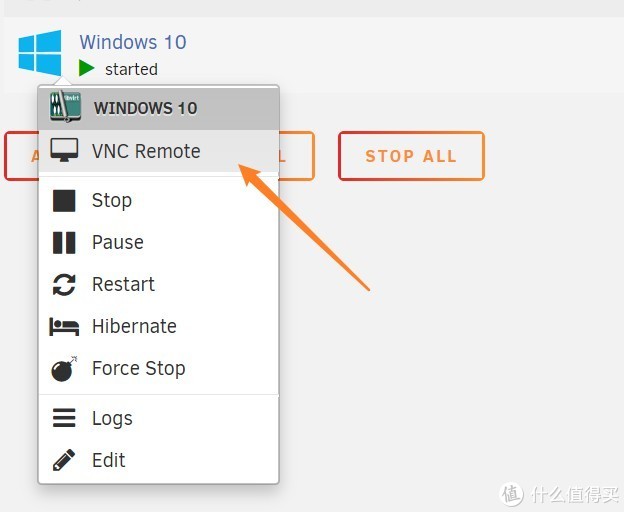 Windows 10
started
WINDOWS 10
VNC Remote
A
L
STOP ALL
Stop
Pause
Restart
Hibernate
Force Stop
Logs
Edit
值 什么值得买